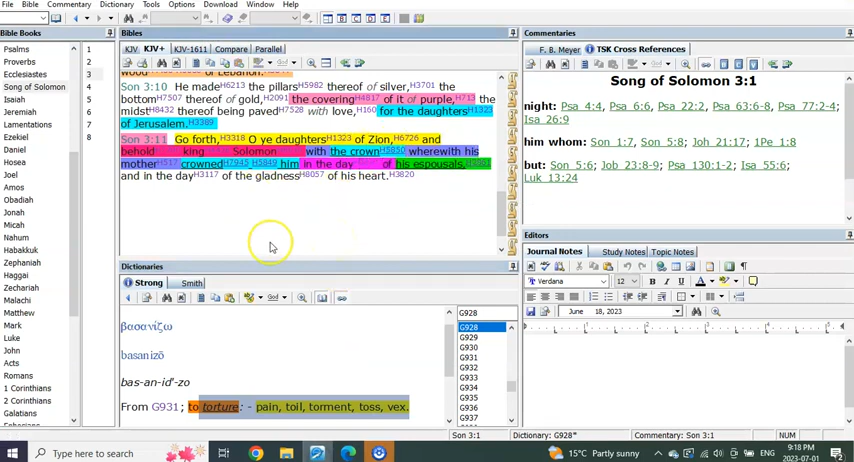 File View Bible Dictionary Tools Options Download Window Help
B C D E
Bible Books
Psalms
Proverbs
Ecclesiastes
Song of Solomon
Isaiah
Jeremiah
Lamentations
Ezekiel
Daniel
Hosea
Joel
Amos
Obadiah
Jonah
Micah
Nahum
Habakkuk
Zephaniah
Haggai
Zechariah
Malachi
Matthew
Mark
Luke
John
Acts
Romans
1 Corinthians
2 Corinthians
Galatians
1
2
3
4
5
6
7
8
Bibles
KJV KJV+ KJV-1611 Compare Parallel
Son 3:10 He made H6213 the pillars H5982 thereof of silver, H3701 the
bottom H7507 thereof of gold, H2091 the covering H4817 of it of purple, H713 the
midst H8432 thereof being paved H7528 with love, H160 for the daughters H1323
of Jerusalem. H3389
Son 3:11 Go forth, H3318 O ye daughters H1323 of Zion, H6726 and
behold king Solomon with the crown H5850 wherewith his
mother H517 crowned H7945 H5849 him in the day of his espousals,
and in the day H3117 of the gladness H8057 of his heart. H3820
Dictionaries
Strong Smith
βασανίζω
basanizō
bas-an-id'-zo
From G931; to torture: - pain, toil, torment, toss, vex.
G928
G928
G929
G930
G931
G932
G933
G934
G935
G936
Commentaries
F. B. Meyer TSK Cross References
Song of Solomon 3:1
night: Psa 4:4, Psa 6:6, Psa 22:2, Psa 63:6-8, Psa 77:2-4;
Isa 26:9
him whom: Son 1:7, Son 5:8; Joh 21:17; 1Pe 1:8
but: Son 5:6; Job 23:8-9; Psa 130:1-2; Isa 55:6;
Luk 13:24
Editors
Journal Notes Study Notes Topic Notes
Verdana 12 B I U A
June 18, 2023
Son 3:1 Dictionary: G928* Commentary: Song 3:1 NUM
Type here to search
15°C Partly sunny
ENG
9:18 PM
2023-07-01